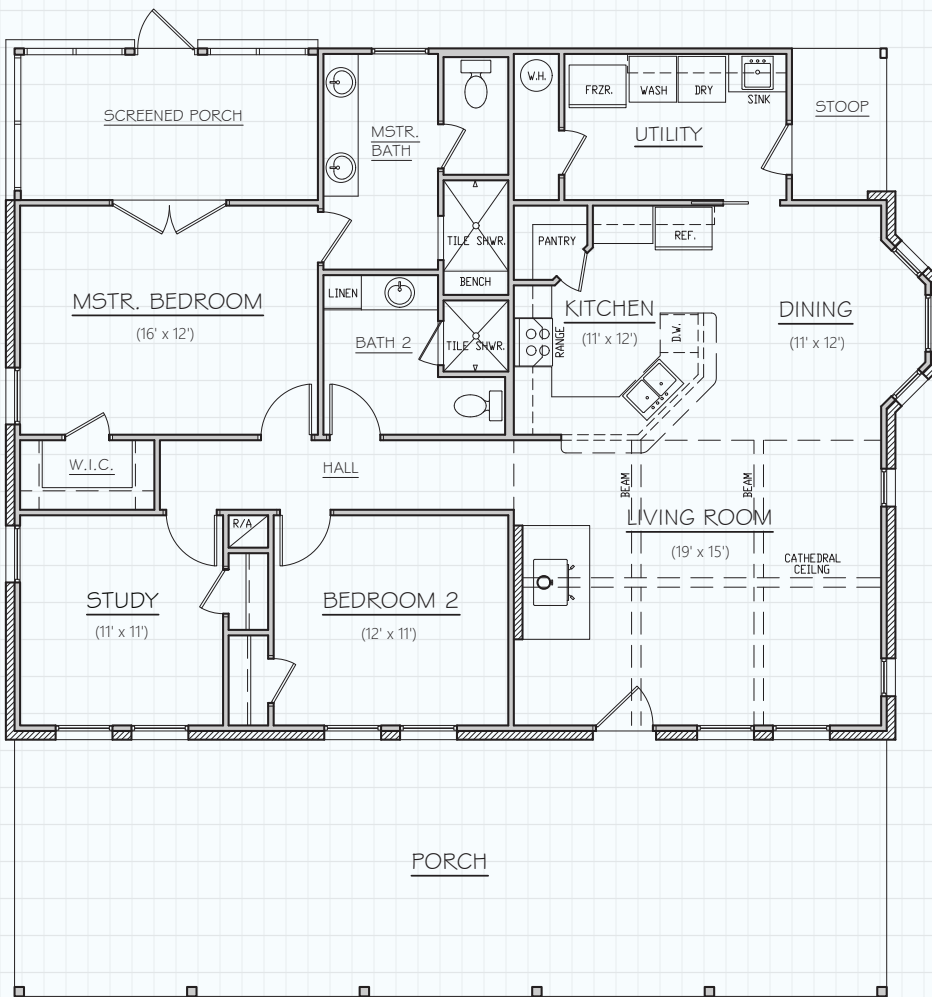 SCREENED PORCH
MSTR.
BATH
W.H.
FRZR.
WASH
DRY
SINK
UTILITY
STOOP
TILE SHWR.
BENCH
PANTRY
REF.
MSTR. BEDROOM
(16' x 12')
LINEN
BATH 2
TILE SHWR.
RANGE
KITCHEN
(11' x 12')
D.W.
DINING
(11' x 12')
W.I.C.
HALL
BEAM
BEAM
LIVING ROOM
(19' x 15')
CATHEDRAL
CEILNG
R/A
STUDY
(11' x 11')
BEDROOM 2
(12' x 11')
PORCH